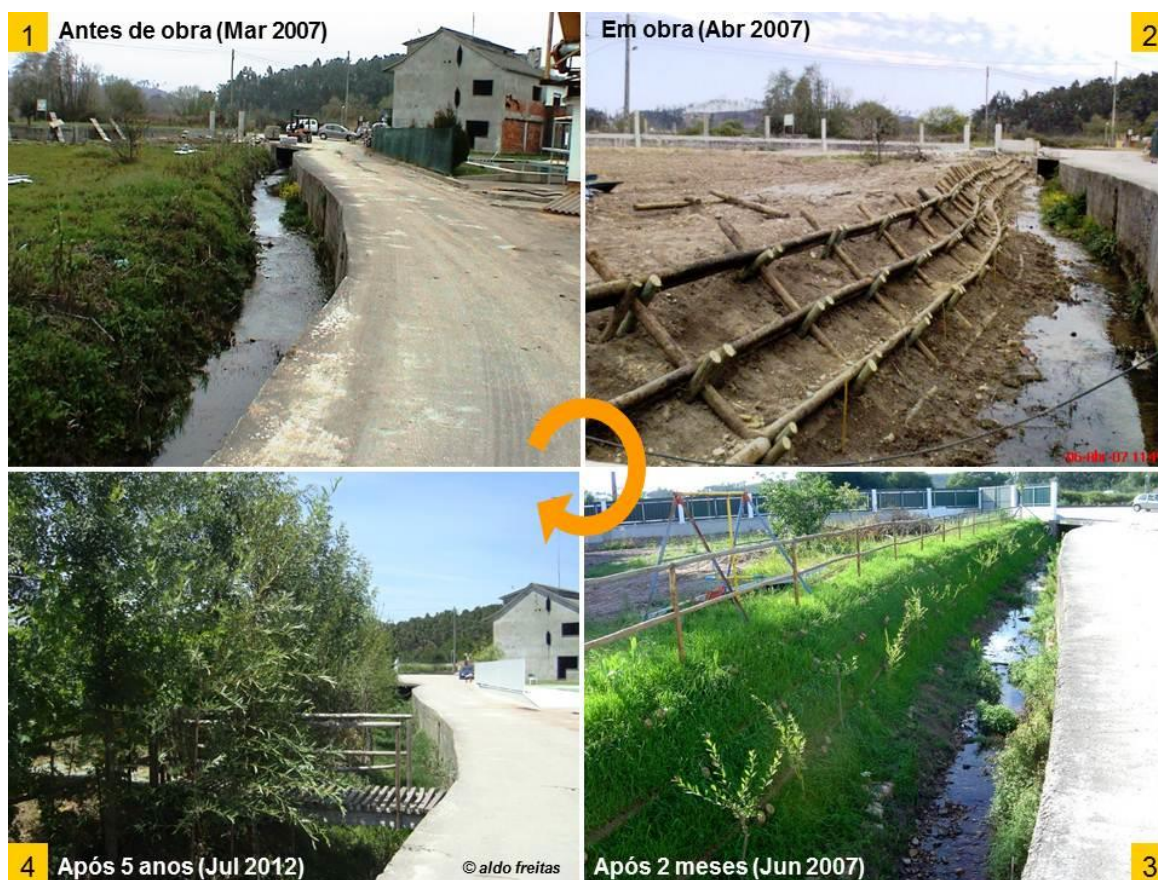 1 Antes de obra (Mar 2007)
Em obra (Abr 2007) 2
Após 2 meses (Jun 2007) 3
4 Após 5 anos (Jul 2012)
© aldo freitas